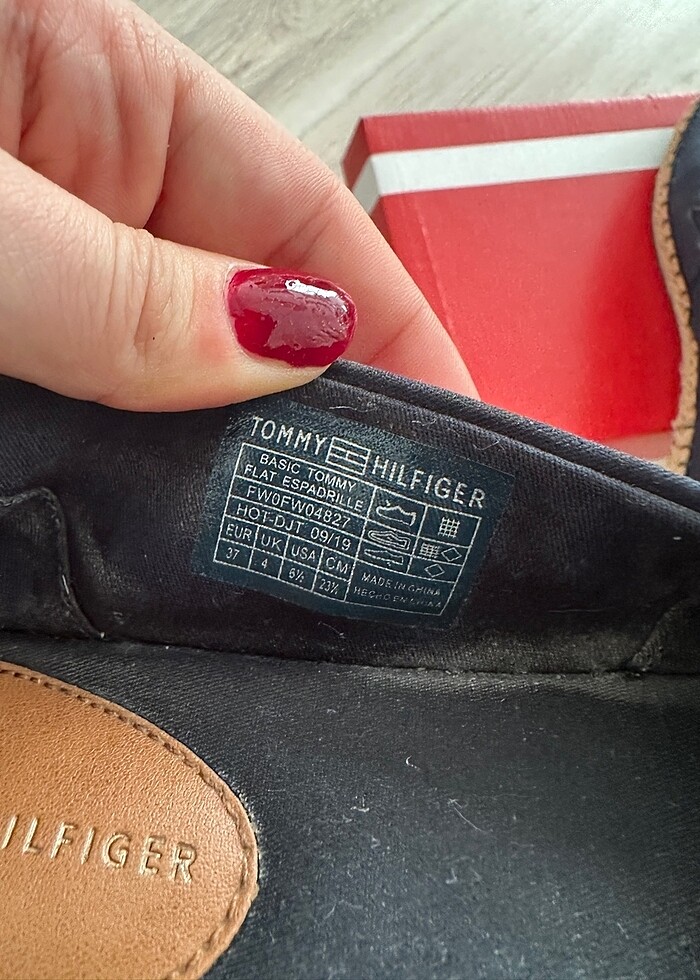 TOMMY HILFIGER
BASIC TOMMY
FLAT ESPADRILLE
FW0FW04827
HOT-DJT 09/19
EUR UK USA CM
37 4 6½ 23½
MADE IN CHINA
HECHO EN CHINA
ILFIGER